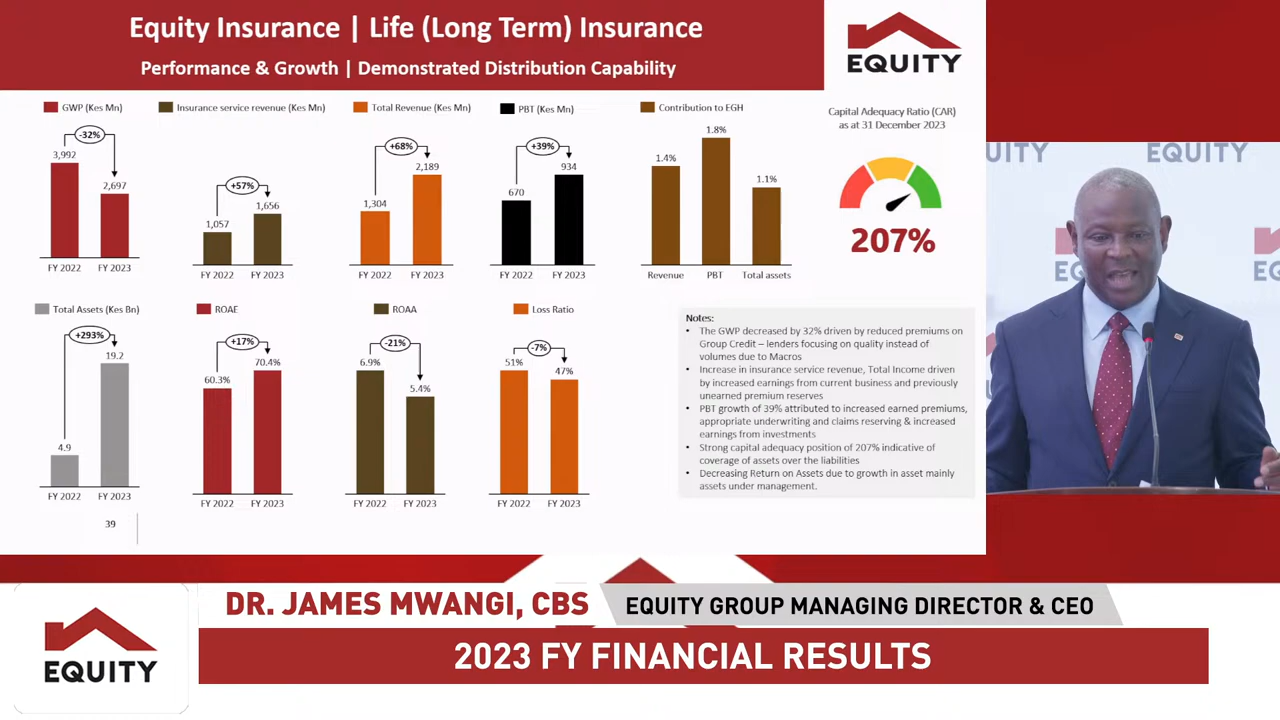 Equity Insurance | Life (Long Term) Insurance
Performance & Growth | Demonstrated Distribution Capability
EQUITY
GWP (Kes Mn)
-32%
3,992
2,697
FY 2022 FY 2023
Insurance service revenue (Kes Mn)
+57%
1,057
1,656
FY 2022 FY 2023
Total Revenue (Kes Mn)
+68%
1,304
2,189
FY 2022 FY 2023
PBT (Kes Mn)
+39%
670
934
FY 2022 FY 2023
Contribution to EGH
1.4%
1.8%
1.1%
Revenue PBT Total assets
Capital Adequacy Ratio (CAR)
as at 31 December 2023
207%
Total Assets (Kes Bn)
+293%
4.9
19.2
FY 2022 FY 2023
ROAE
+17%
60.3%
70.4%
FY 2022 FY 2023
ROAA
-21%
6.9%
5.4%
FY 2022 FY 2023
Loss Ratio
-7%
51%
47%
FY 2022 FY 2023
Notes:
• The GWP decreased by 32% driven by reduced premiums on
Group Credit – lenders focusing on quality instead of
volumes due to Macros
• Increase in insurance service revenue, Total Income driven
by increased earnings from current business and previously
unearned premium reserves
• PBT growth of 39% attributed to increased earned premiums,
appropriate underwriting and claims reserving & increased
earnings from investments
• Strong capital adequacy position of 207% indicative of
coverage of assets over the liabilities
• Decreasing Return on Assets due to growth in asset mainly
assets under management.
39
UITY
EQUITY
EQ
EQ
DR. JAMES MWANGI, CBS
EQUITY GROUP MANAGING DIRECTOR & CEO
EQUITY
2023 FY FINANCIAL RESULTS